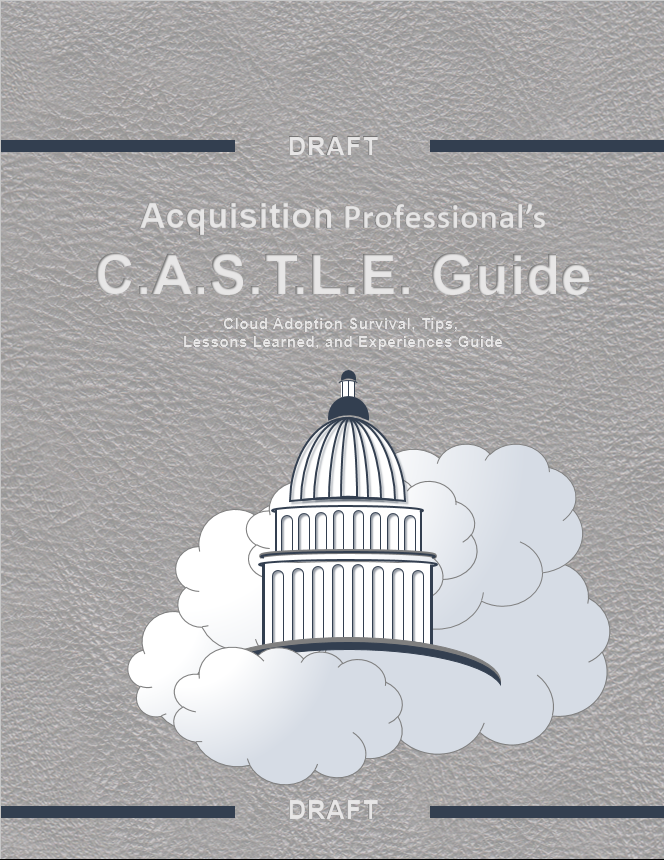 DRAFT
Acquisition Professional’s
C.A.S.T.L.E. Guide
Cloud Adoption Survival, Tips,
Lessons Learned, and Experiences Guide
DRAFT